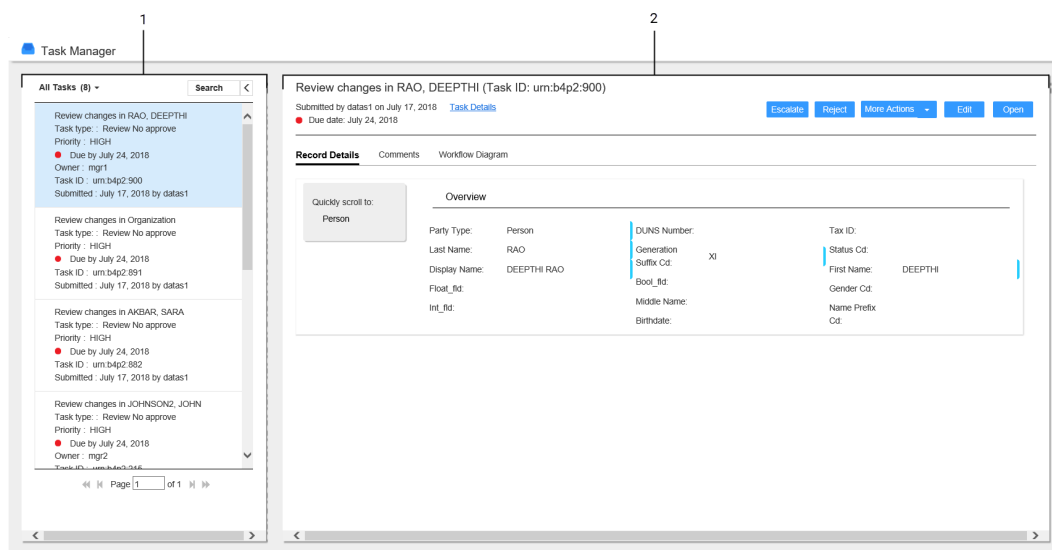 1
2
Task Manager
All Tasks (8)
Search
Review changes in RAO, DEEPTHI
Task type: : Review No approve
Priority : HIGH
Due by July 24, 2018
Owner : mgr1
Task ID : urn:b4p2:900
Submitted : July 17, 2018 by datas1
Review changes in Organization
Task type: : Review No approve
Priority : HIGH
Due by July 24, 2018
Task ID : urn:b4p2:891
Submitted : July 17, 2018 by datas1
Review changes in AKBAR, SARA
Task type: : Review No approve
Priority : HIGH
Due by July 24, 2018
Task ID : urn:b4p2:882
Submitted : July 17, 2018 by datas1
Review changes in JOHNSON2, JOHN
Task type: : Review No approve
Priority : HIGH
Due by July 24, 2018
Owner : mgr2
Task ID : urn:b4p2:216
Page 1 of 1
Review changes in RAO, DEEPTHI (Task ID: urn:b4p2:900)
Submitted by datas1 on July 17, 2018 Task Details
Due date: July 24, 2018
Escalate Reject More Actions Edit Open
Record Details Comments Workflow Diagram
Quickly scroll to:
Person
Overview
Party Type: Person
Last Name: RAO
Display Name: DEEPTHI RAO
Float_fld:
Int_fld:
DUNS Number:
Generation
Suffix Cd: XI
Bool_fld:
Middle Name:
Birthdate:
Tax ID:
Status Cd:
First Name: DEEPTHI
Gender Cd:
Name Prefix
Cd: